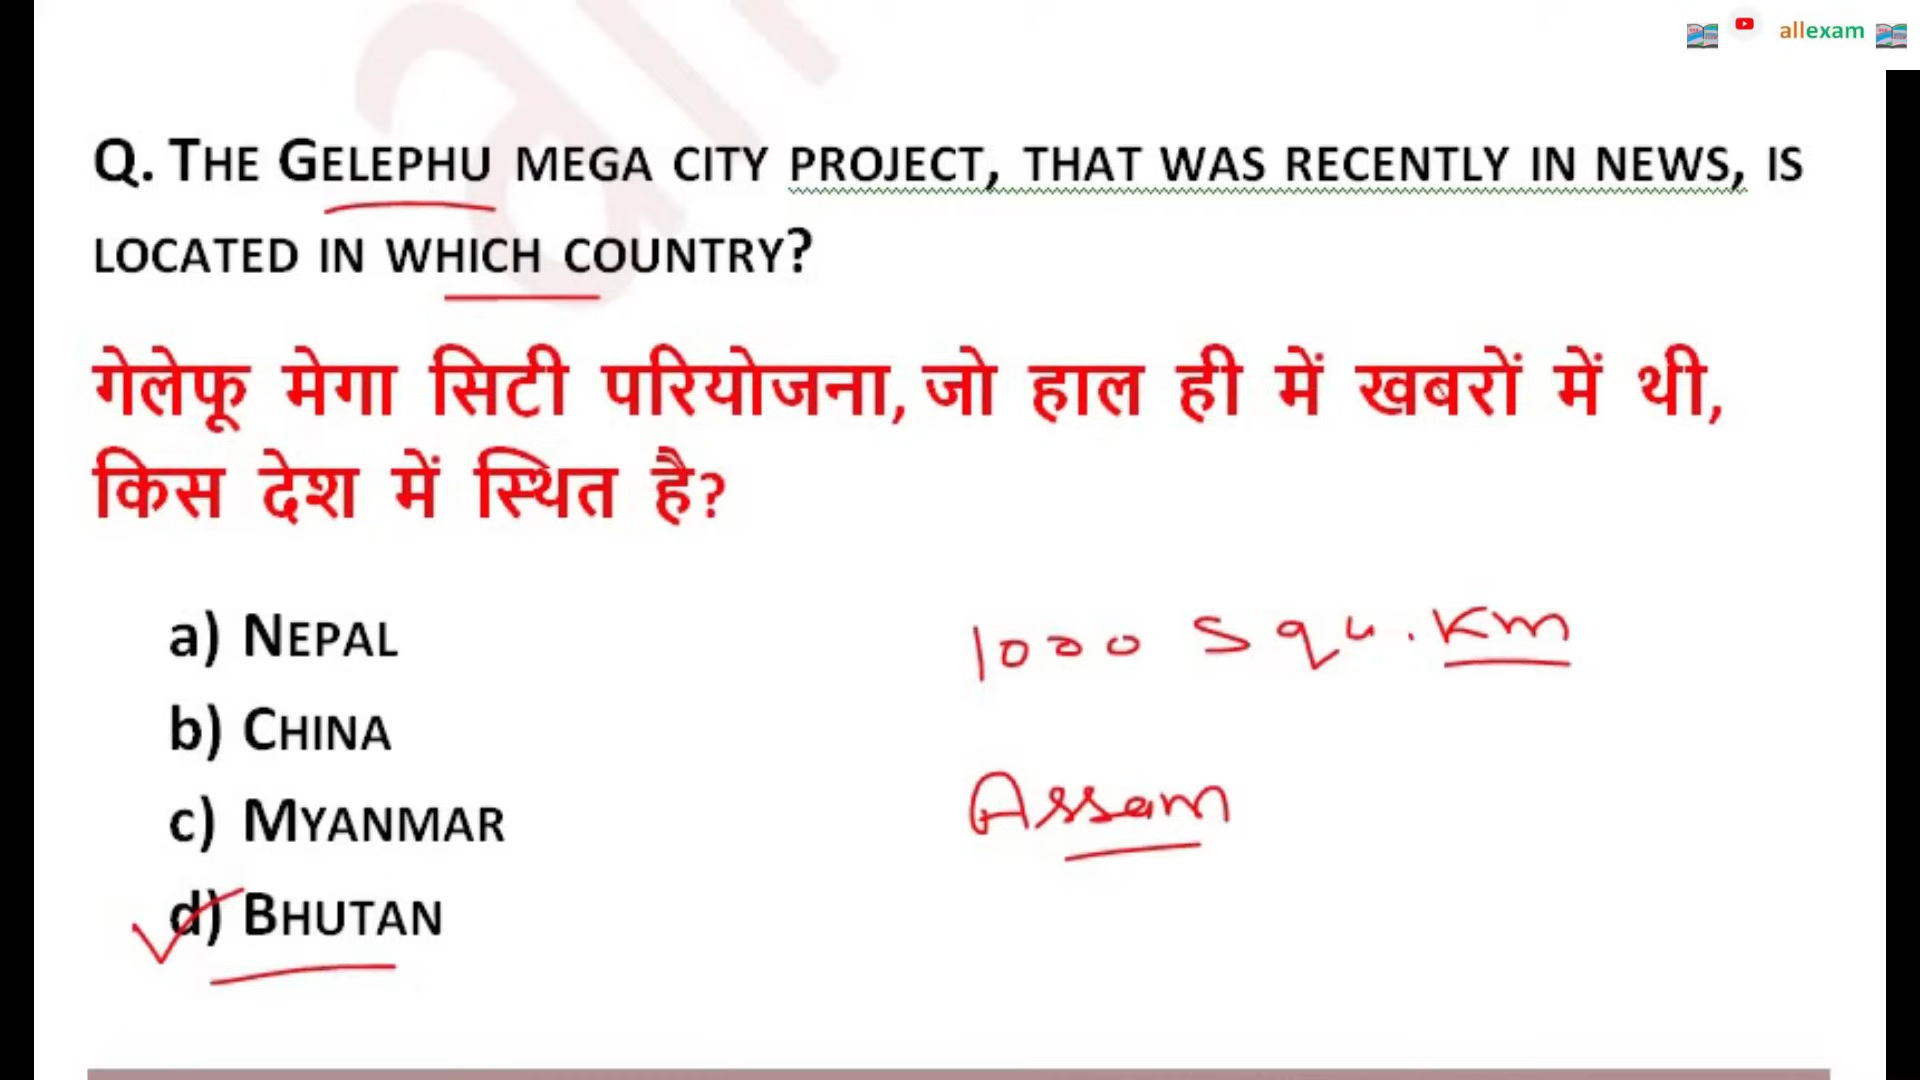 allexam
Q. THE GELEPHU MEGA CITY PROJECT, THAT WAS RECENTLY IN NEWS, IS
LOCATED IN WHICH COUNTRY?
गेलेफू मेगा सिटी परियोजना, जो हाल ही में खबरों में थी,
किस देश में स्थित है?
a) NEPAL
1000 Squ. Km
b) CHINA
c) MYANMAR
Assam
d) BHUTAN